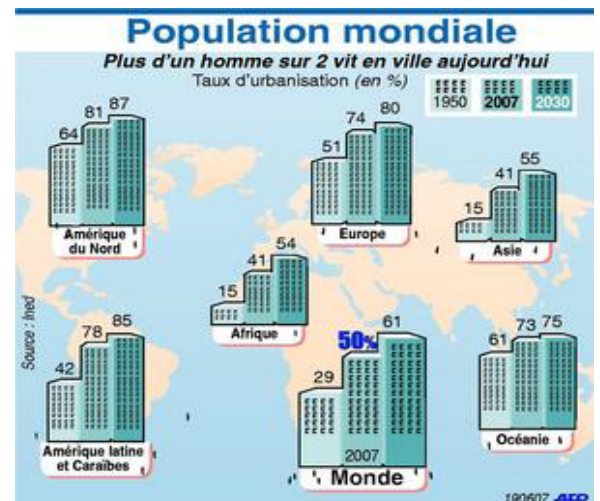 Population mondiale
Plus d'un homme sur 2 vit en ville aujourd'hui
Taux d'urbanisation (en %)
1950 2007 2030
64 81 87
Amérique
du Nord
51 74 80
Europe
15 41 55
Asie
15 41 54
Afrique
42 78 85
Amérique latine
et Caraïbes
29 50% 61
2007
Monde
61 73 75
Océanie
Source : Ined
190607 AFP